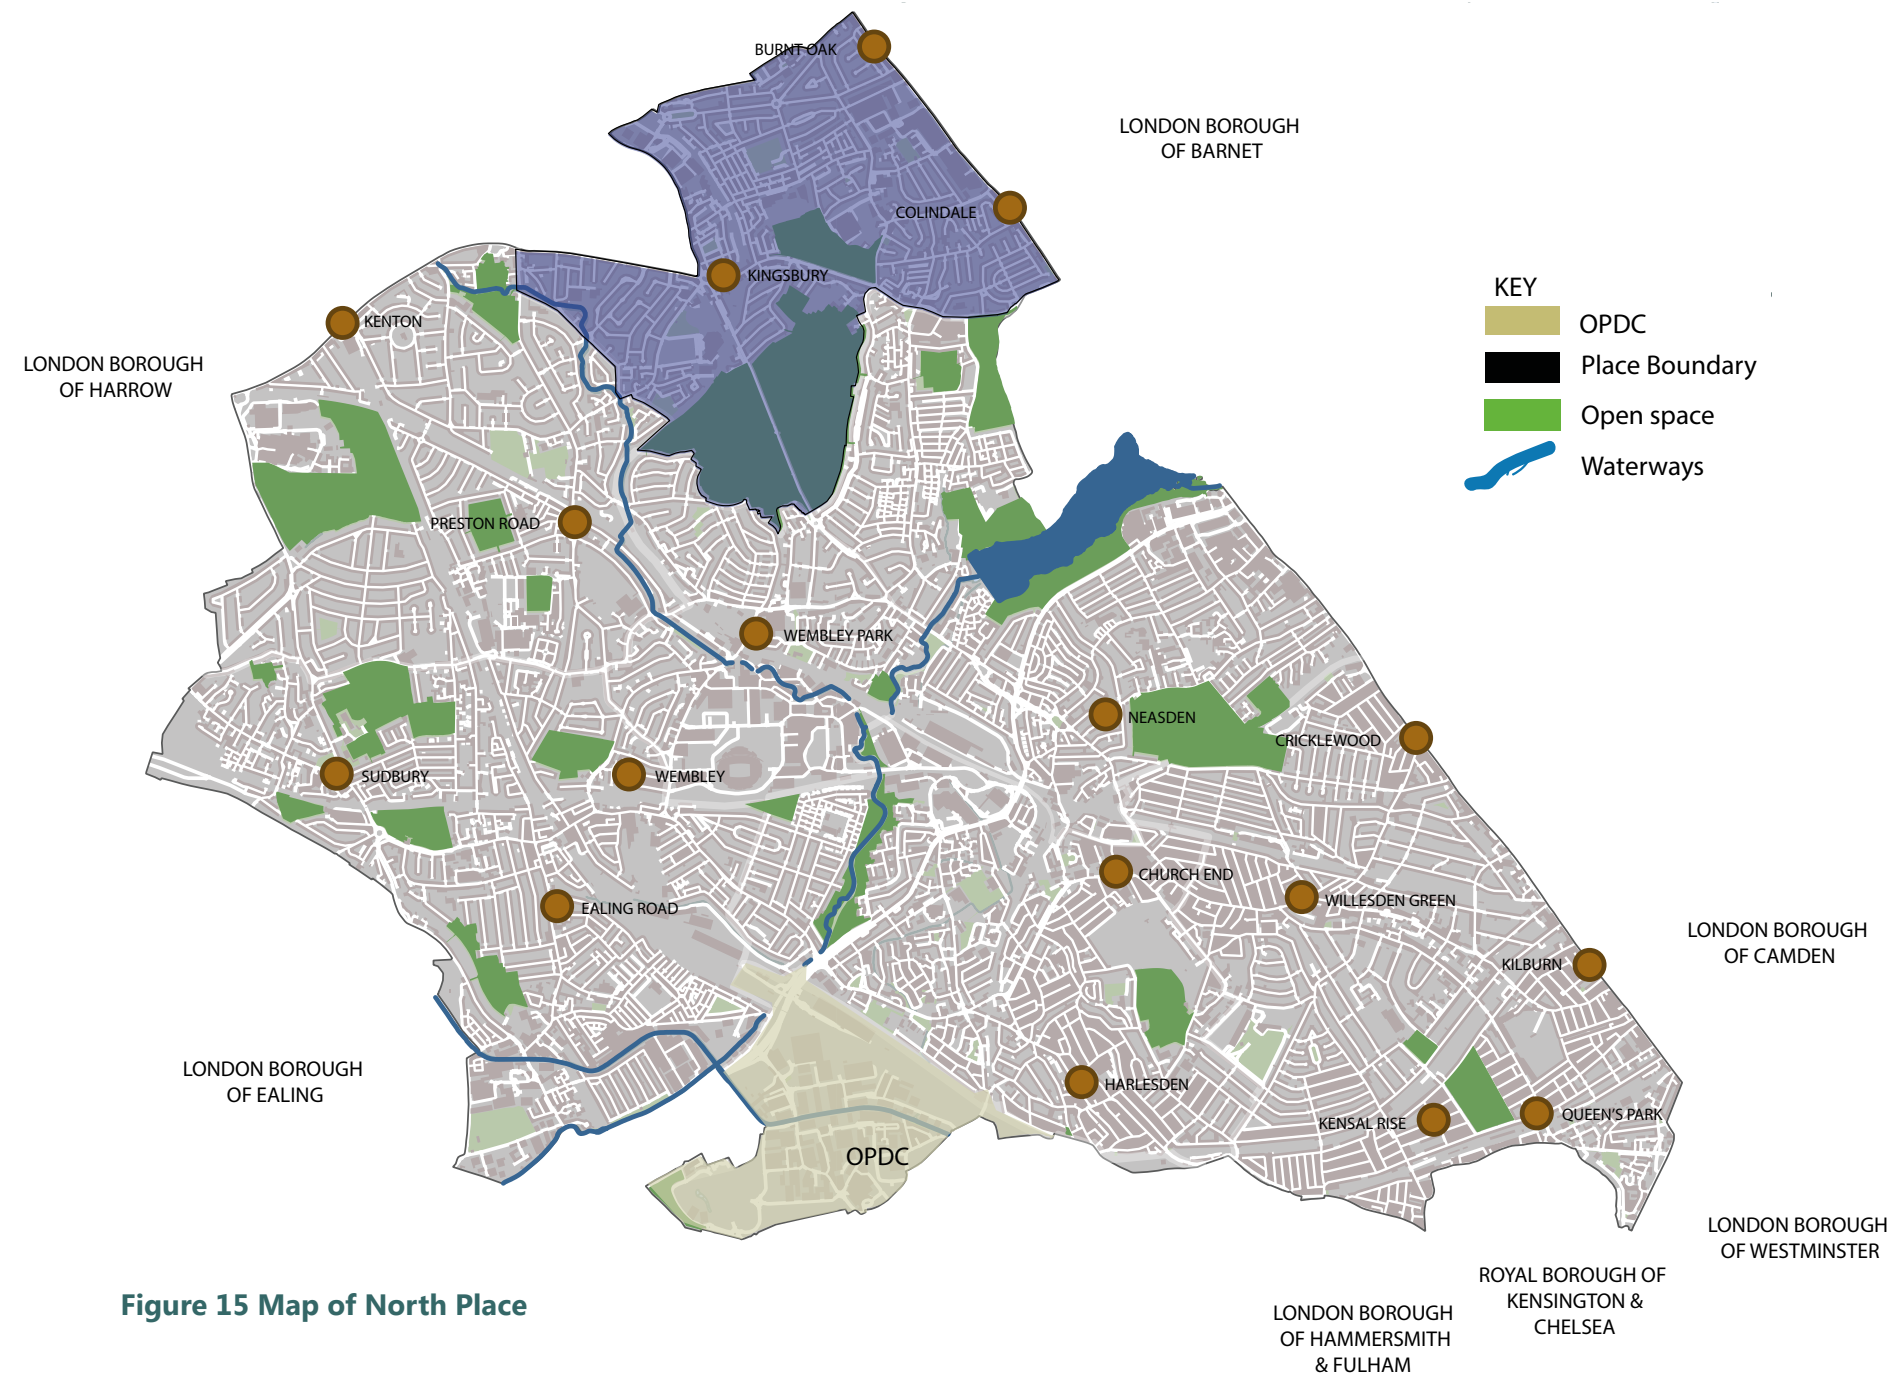 BURNT OAK
LONDON BOROUGH
OF BARNET
COLINDALE
KINGSBURY
KEY
OPDC
Place Boundary
Open space
Waterways
KENTON
LONDON BOROUGH
OF HARROW
PRESTON ROAD
WEMBLEY PARK
NEASDEN
CRICKLEWOOD
SUDBURY
WEMBLEY
CHURCH END
WILLESDEN GREEN
EALING ROAD
LONDON BOROUGH
OF CAMDEN
KILBURN
LONDON BOROUGH
OF EALING
HARLESDEN
KENSAL RISE
QUEEN'S PARK
OPDC
LONDON BOROUGH
OF WESTMINSTER
ROYAL BOROUGH OF
KENSINGTON &
CHELSEA
LONDON BOROUGH
OF HAMMERSMITH
& FULHAM
Figure 15 Map of North Place